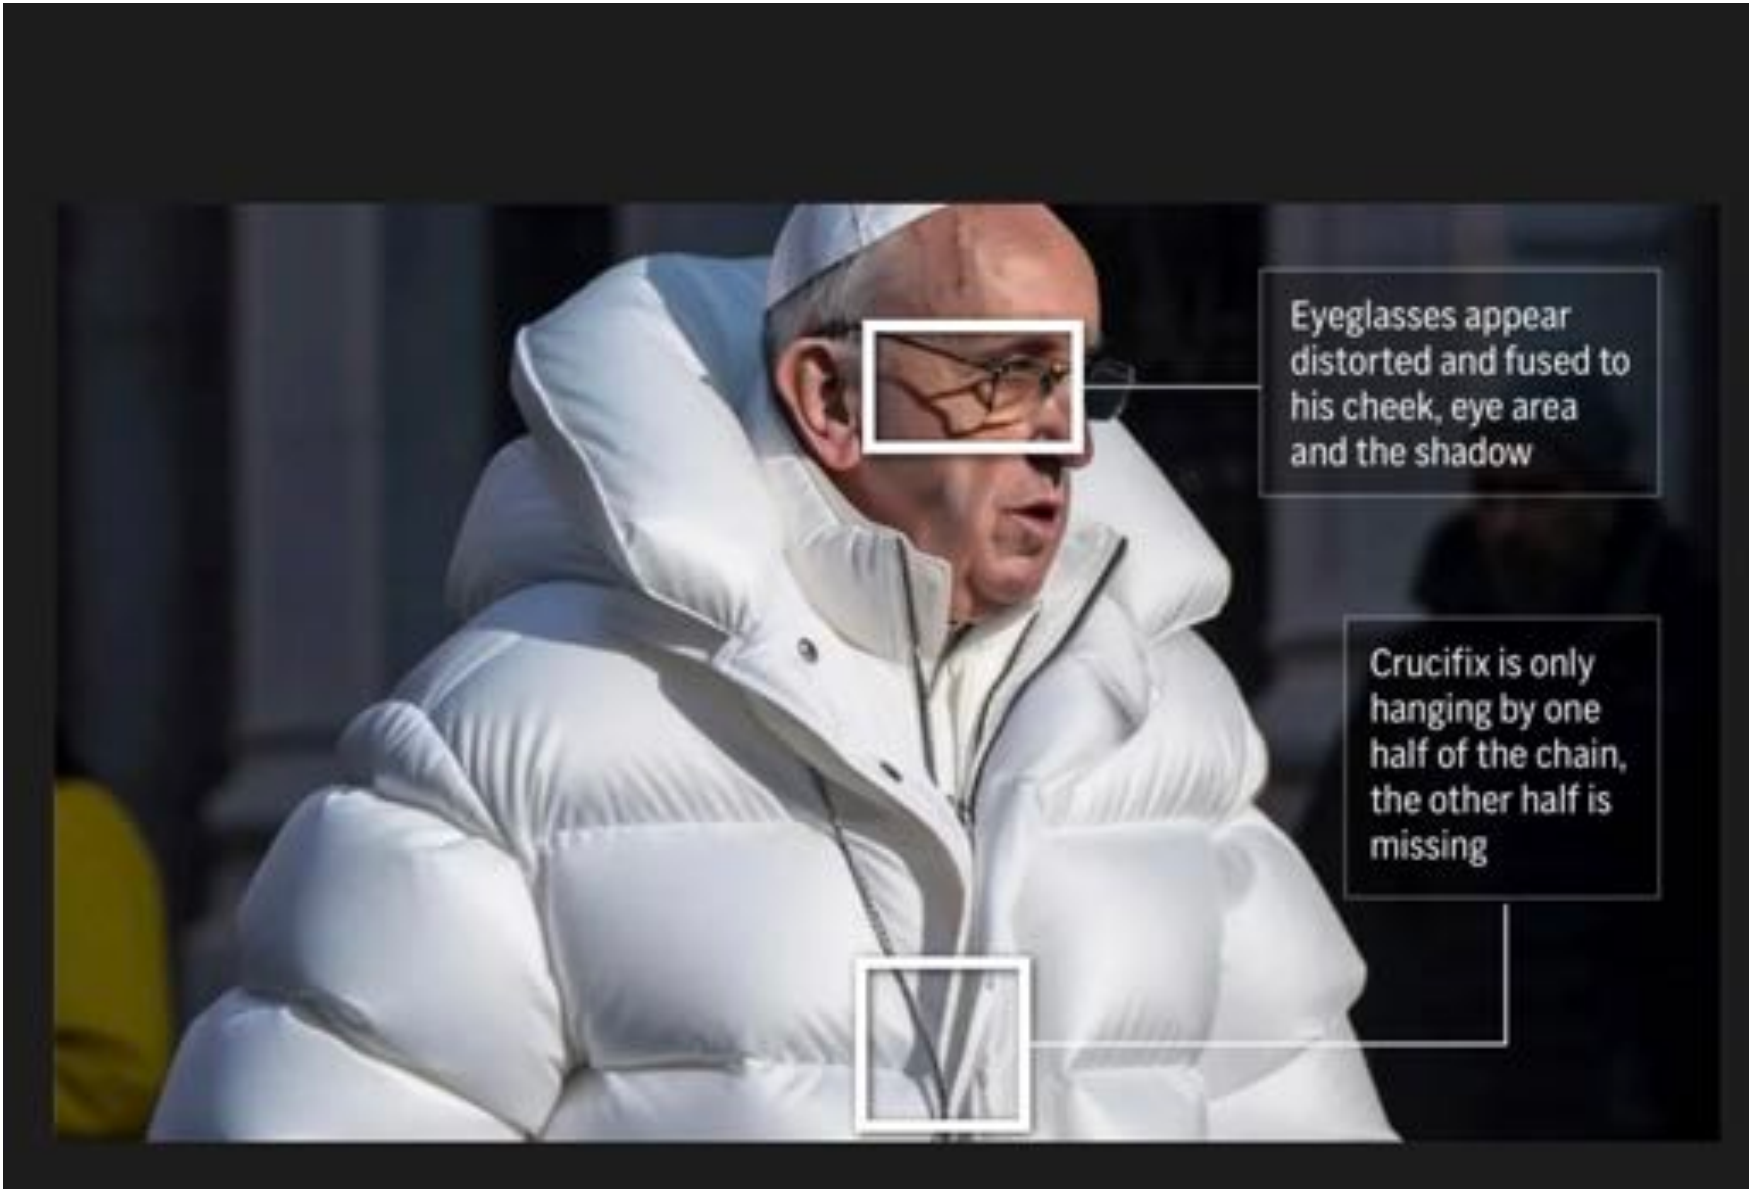 Eyeglasses appear
distorted and fused to
his cheek, eye area
and the shadow
Crucifix is only
hanging by one
half of the chain,
the other half is
missing